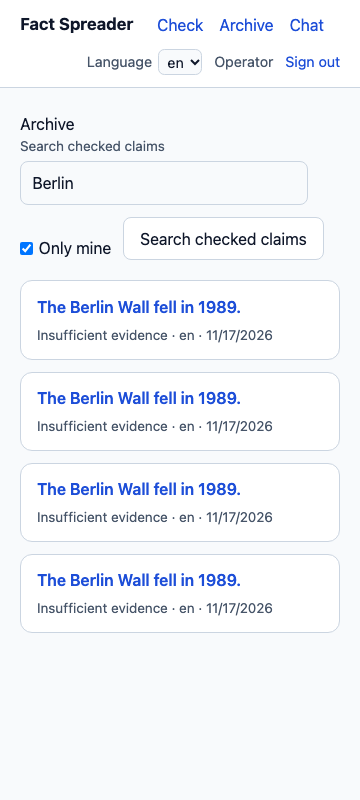 Fact Spreader Check Archive Chat
Language en Operator Sign out
Archive
Search checked claims
Berlin
Only mine Search checked claims
The Berlin Wall fell in 1989.
Insufficient evidence · en · 11/17/2026
The Berlin Wall fell in 1989.
Insufficient evidence · en · 11/17/2026
The Berlin Wall fell in 1989.
Insufficient evidence · en · 11/17/2026
The Berlin Wall fell in 1989.
Insufficient evidence · en · 11/17/2026